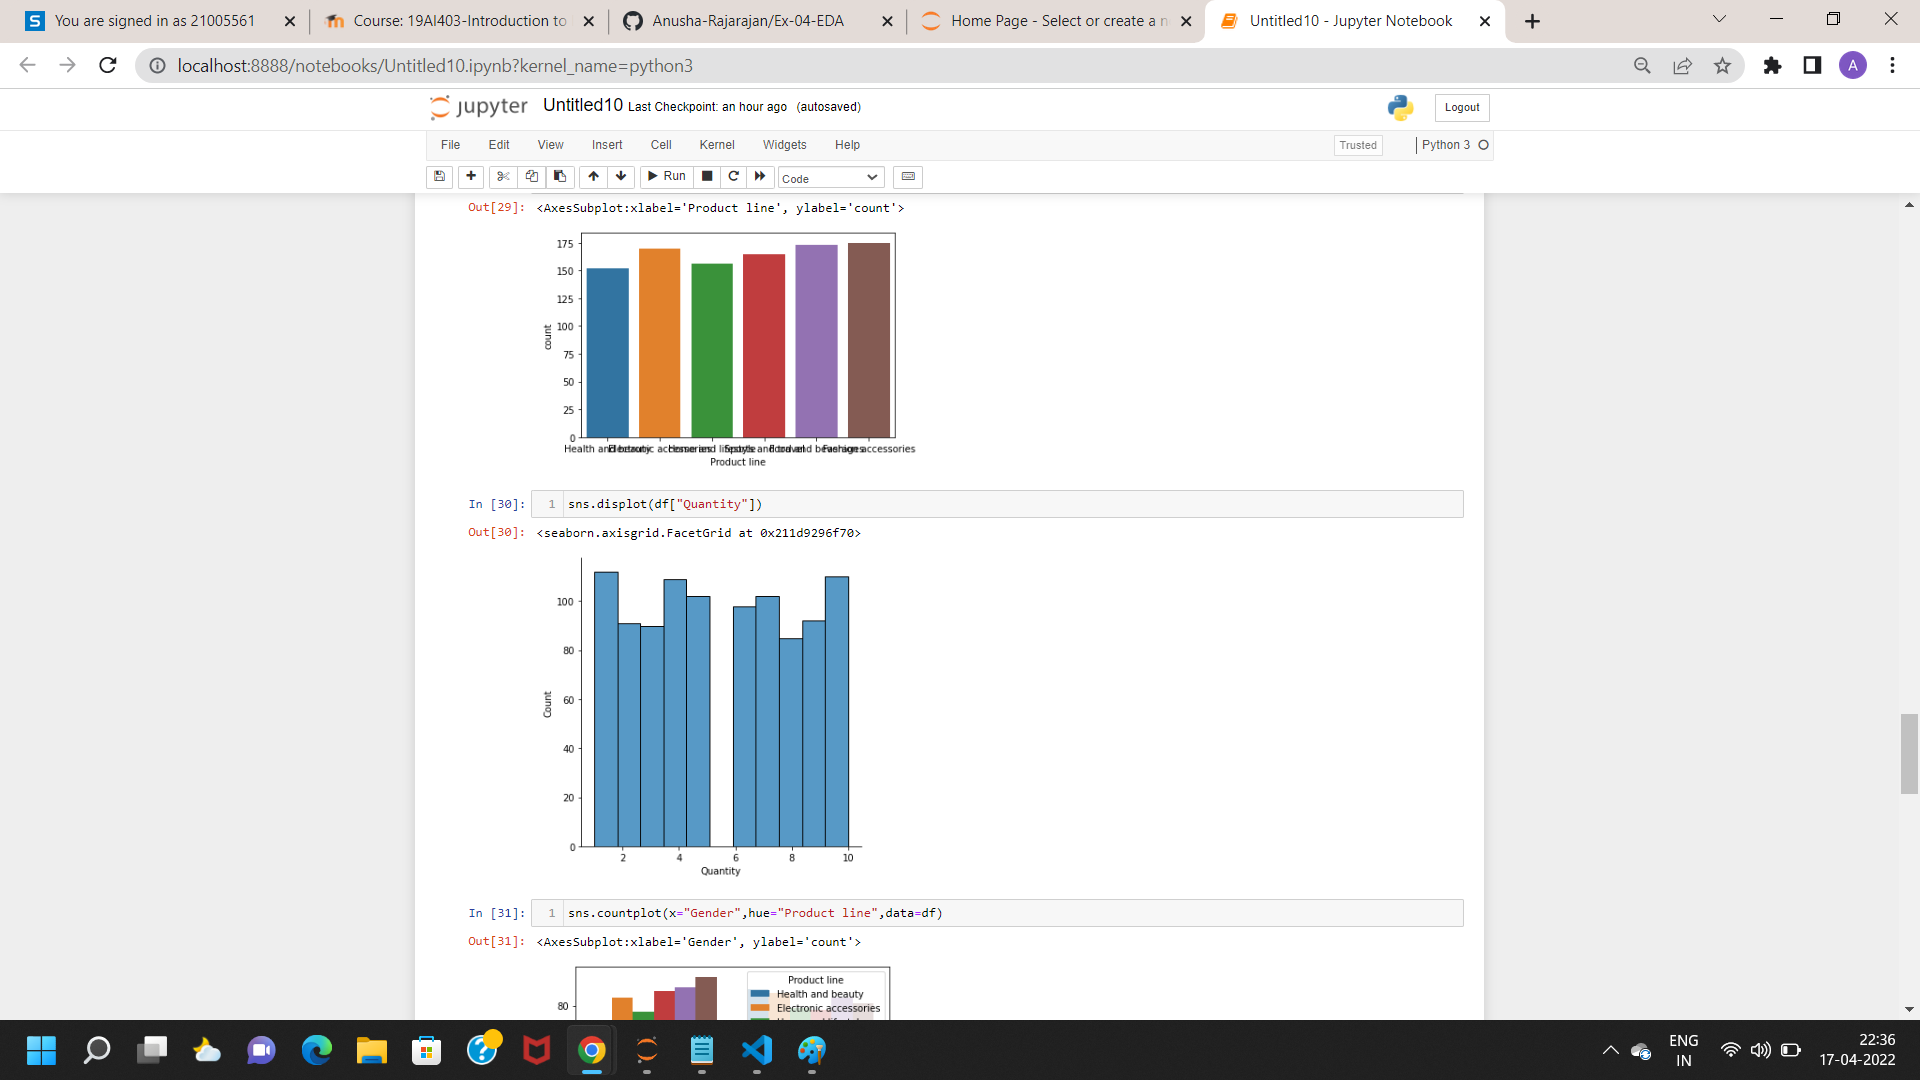 You are signed in as 21005561
Course: 19AI403-Introduction to
Anusha-Rajarajan/Ex-04-EDA
Home Page - Select or create a n
Untitled10 - Jupyter Notebook
localhost:8888/notebooks/Untitled10.ipynb?kernel_name=python3
A
jupyter Untitled10 Last Checkpoint: an hour ago (autosaved)
Logout
File Edit View Insert Cell Kernel Widgets Help
Trusted Python 3
Run Code
Out[29]: <AxesSubplot:xlabel='Product line', ylabel='count'>
175
150
125
100
75
50
25
0
count
Health and beauty Electronic accessories Home and lifestyle Sports and travel Food and beverages Fashion accessories
Product line
In [30]: 1 sns.displot(df["Quantity"])
Out[30]: <seaborn.axisgrid.FacetGrid at 0x211d9296f70>
100
80
60
40
20
0
Count
2 4 6 8 10
Quantity
In [31]: 1 sns.countplot(x="Gender",hue="Product line",data=df)
Out[31]: <AxesSubplot:xlabel='Gender', ylabel='count'>
80
Product line
Health and beauty
Electronic accessories
ENG
IN
22:36
17-04-2022